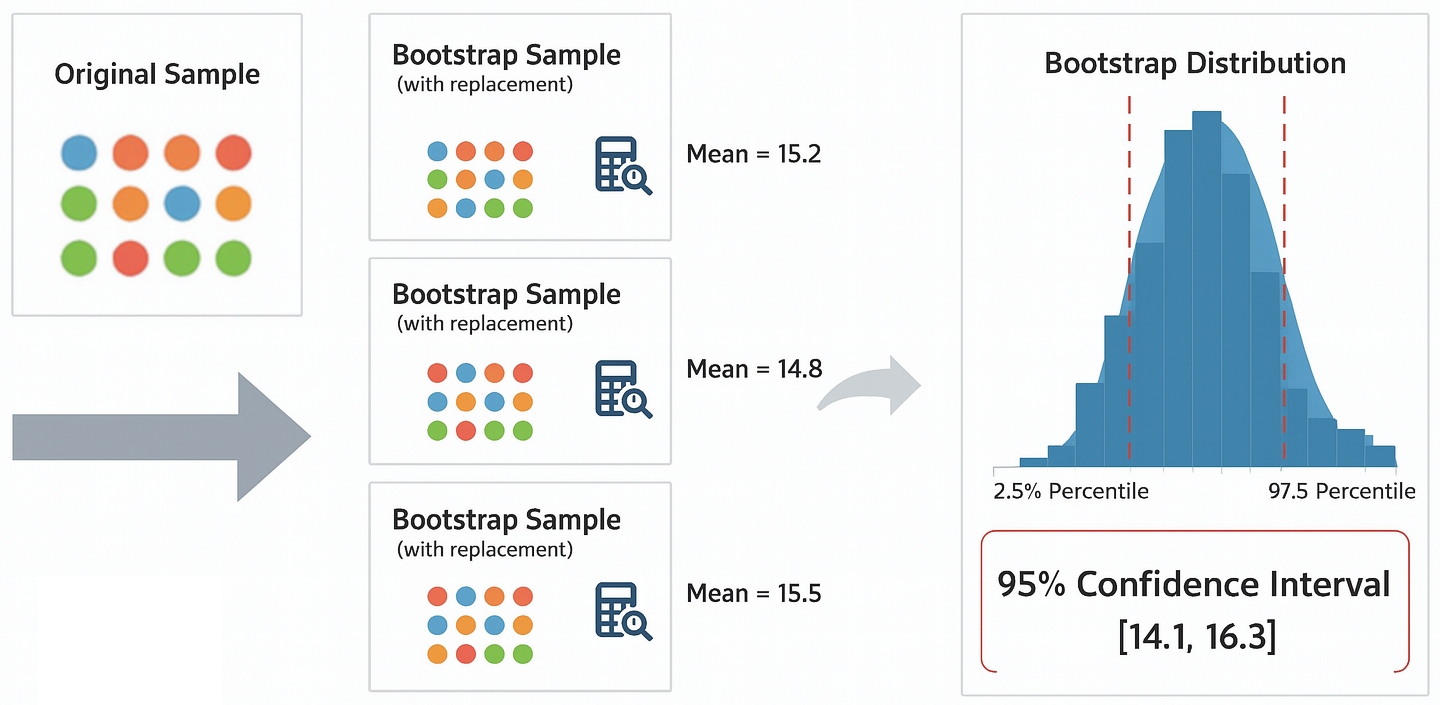 Original Sample
Bootstrap Sample
(with replacement)
Mean = 15.2
Bootstrap Sample
(with replacement)
Mean = 14.8
Bootstrap Sample
(with replacement)
Mean = 15.5
Bootstrap Distribution
2.5% Percentile
97.5 Percentile
95% Confidence Interval
[14.1, 16.3]